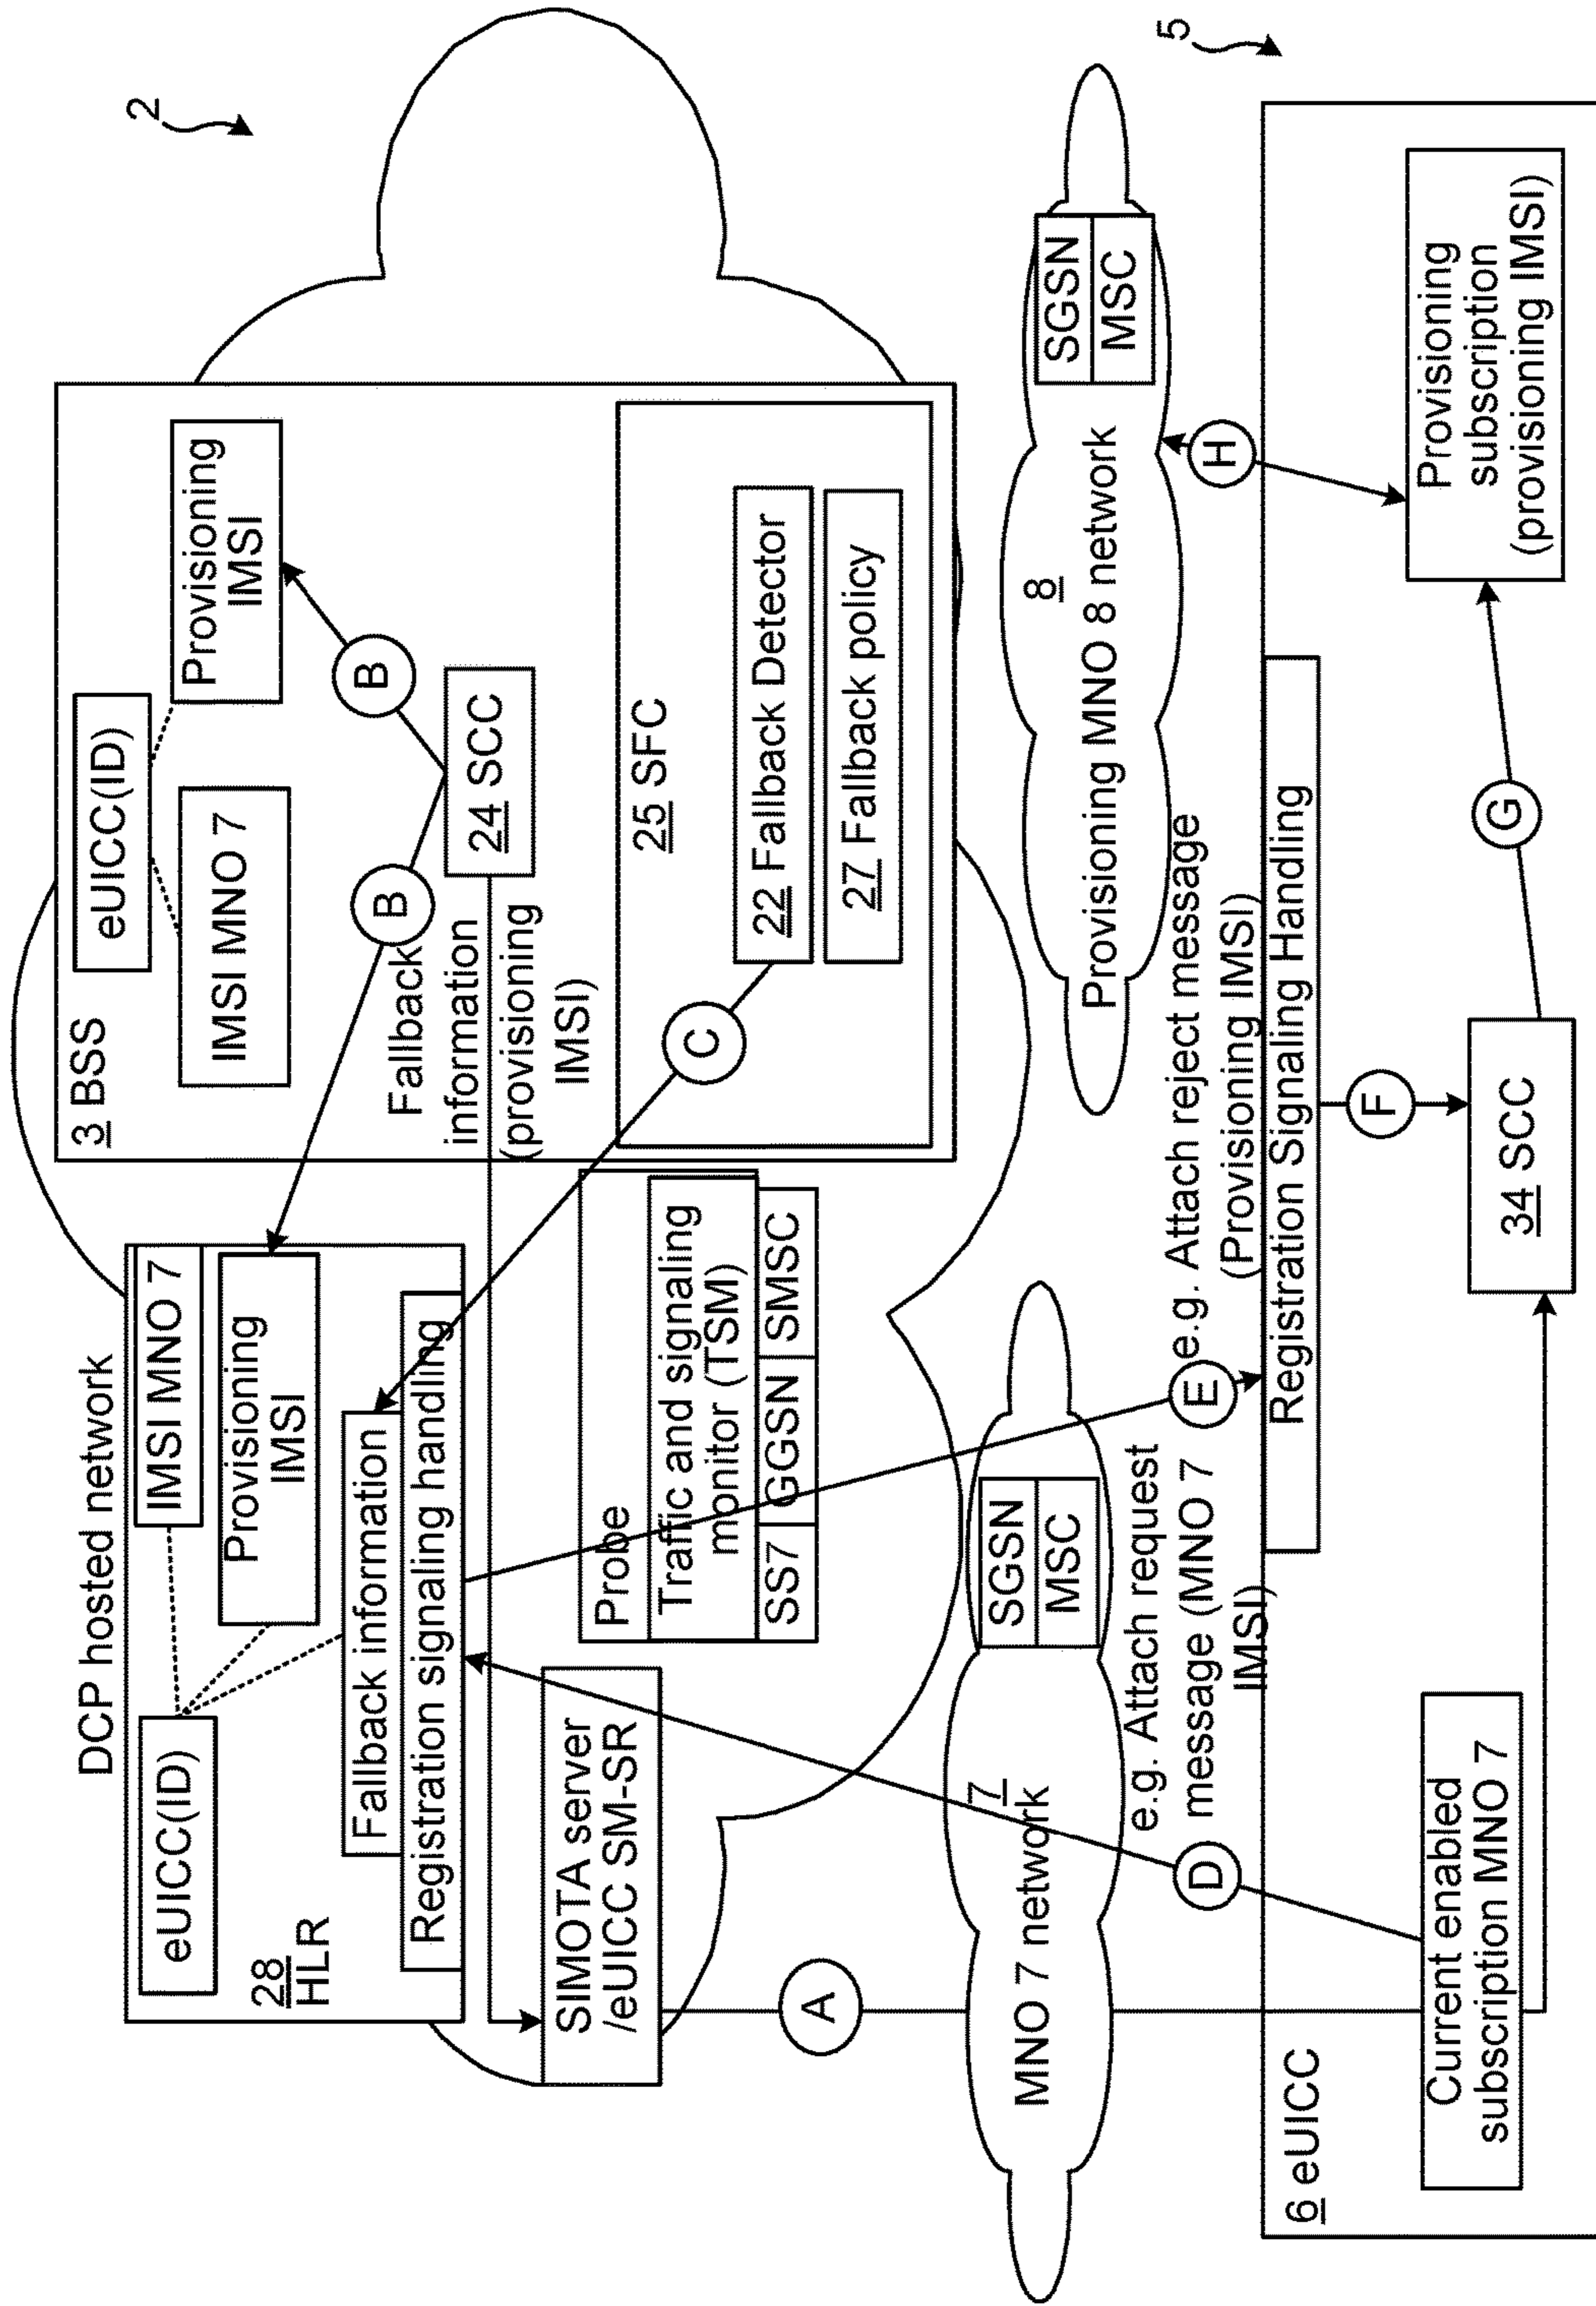 2
DCP hosted network
eUICC(ID)
IMSI MNO 7
Provisioning
IMSI
28
HLR
Fallback information
Registration signaling handling
3 BSS
eUICC(ID)
IMSI MNO 7
Provisioning
IMSI
B
B
Fallback
information
(provisioning
IMSI)
24 SCC
25 SFC
22 Fallback Detector
27 Fallback policy
C
SIMOTA server
/eUICC SM-SR
Probe
Traffic and signaling
monitor (TSM)
SS7
GGSN
SMSC
A
7
MNO 7 network
SGSN
MSC
8
Provisioning MNO 8 network
SGSN
MSC
D
e.g. Attach request
message (MNO 7
IMSI)
E
e.g. Attach reject message
(Provisioning IMSI)
H
5
6 eUICC
Registration Signaling Handling
F
Current enabled
subscription MNO 7
34 SCC
G
Provisioning
subscription
(provisioning IMSI)